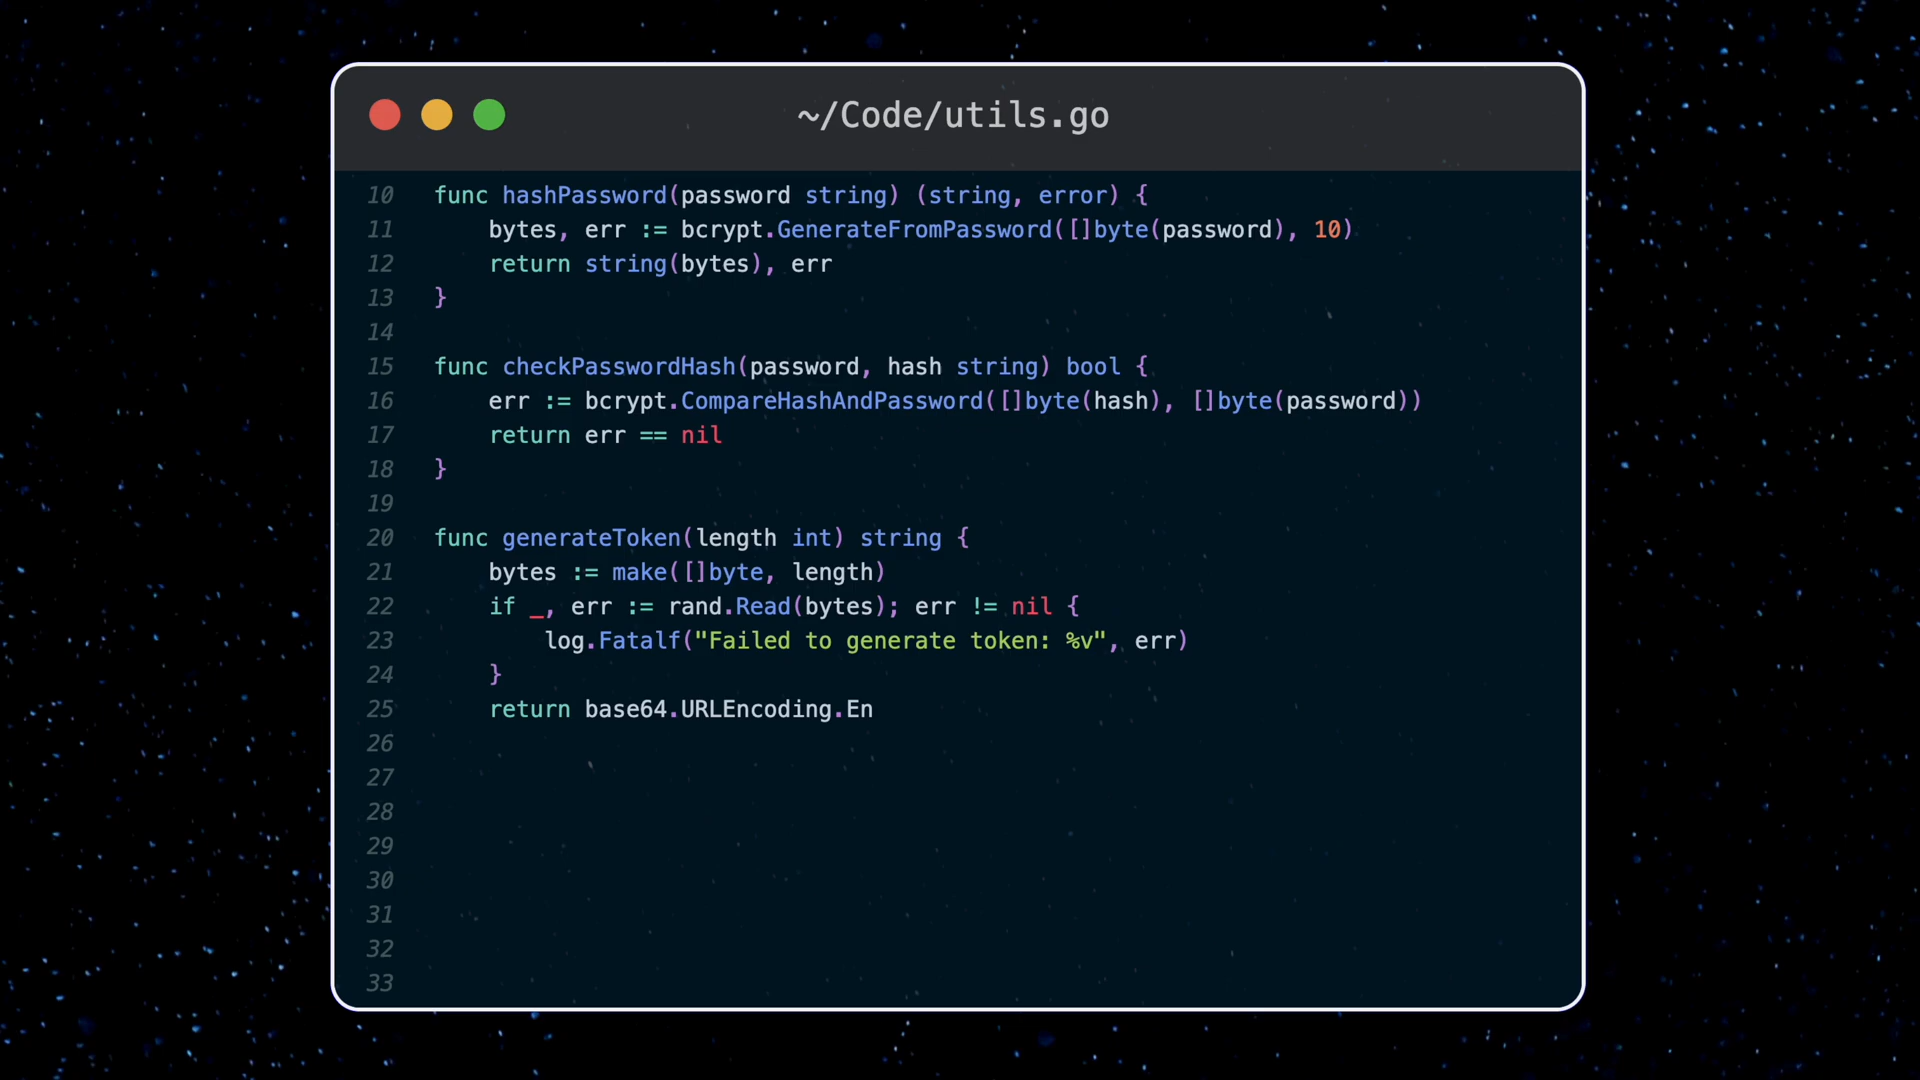 ~/Code/utils.go
10 func hashPassword(password string) (string, error) {
11 bytes, err := bcrypt.GenerateFromPassword([]byte(password), 10)
12 return string(bytes), err
13 }
14
15 func checkPasswordHash(password, hash string) bool {
16 err := bcrypt.CompareHashAndPassword([]byte(hash), []byte(password))
17 return err == nil
18 }
19
20 func generateToken(length int) string {
21 bytes := make([]byte, length)
22 if _, err := rand.Read(bytes); err != nil {
23 log.Fatalf("Failed to generate token: %v", err)
24 }
25 return base64.URLEncoding.En
26
27
28
29
30
31
32
33